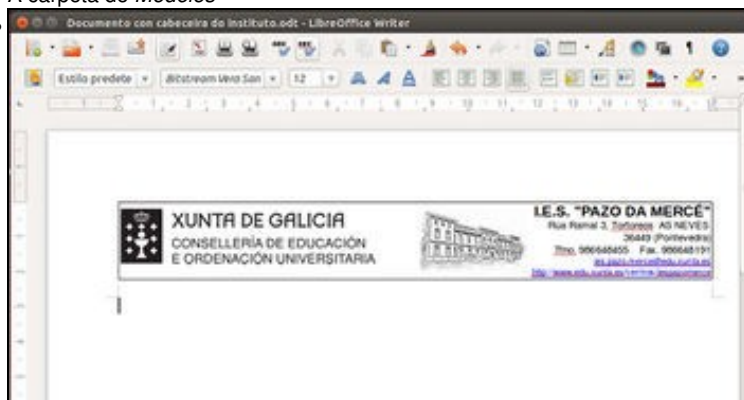 A carpeta do Modelos
Documento con cabeceira do Instituto.odt - LibreOffice Writer
Estilo predete
Bitstream Vera San
12
XUNTA DE GALICIA
CONSELLERÍA DE EDUCACIÓN
E ORDENACIÓN UNIVERSITARIA
I.E.S. "PAZO DA MERCÉ"
Rua Ramal 3, Tortoreos AS NEVES
36449 (Pontevedra)
Tfno. 986648455 Fax. 986648191